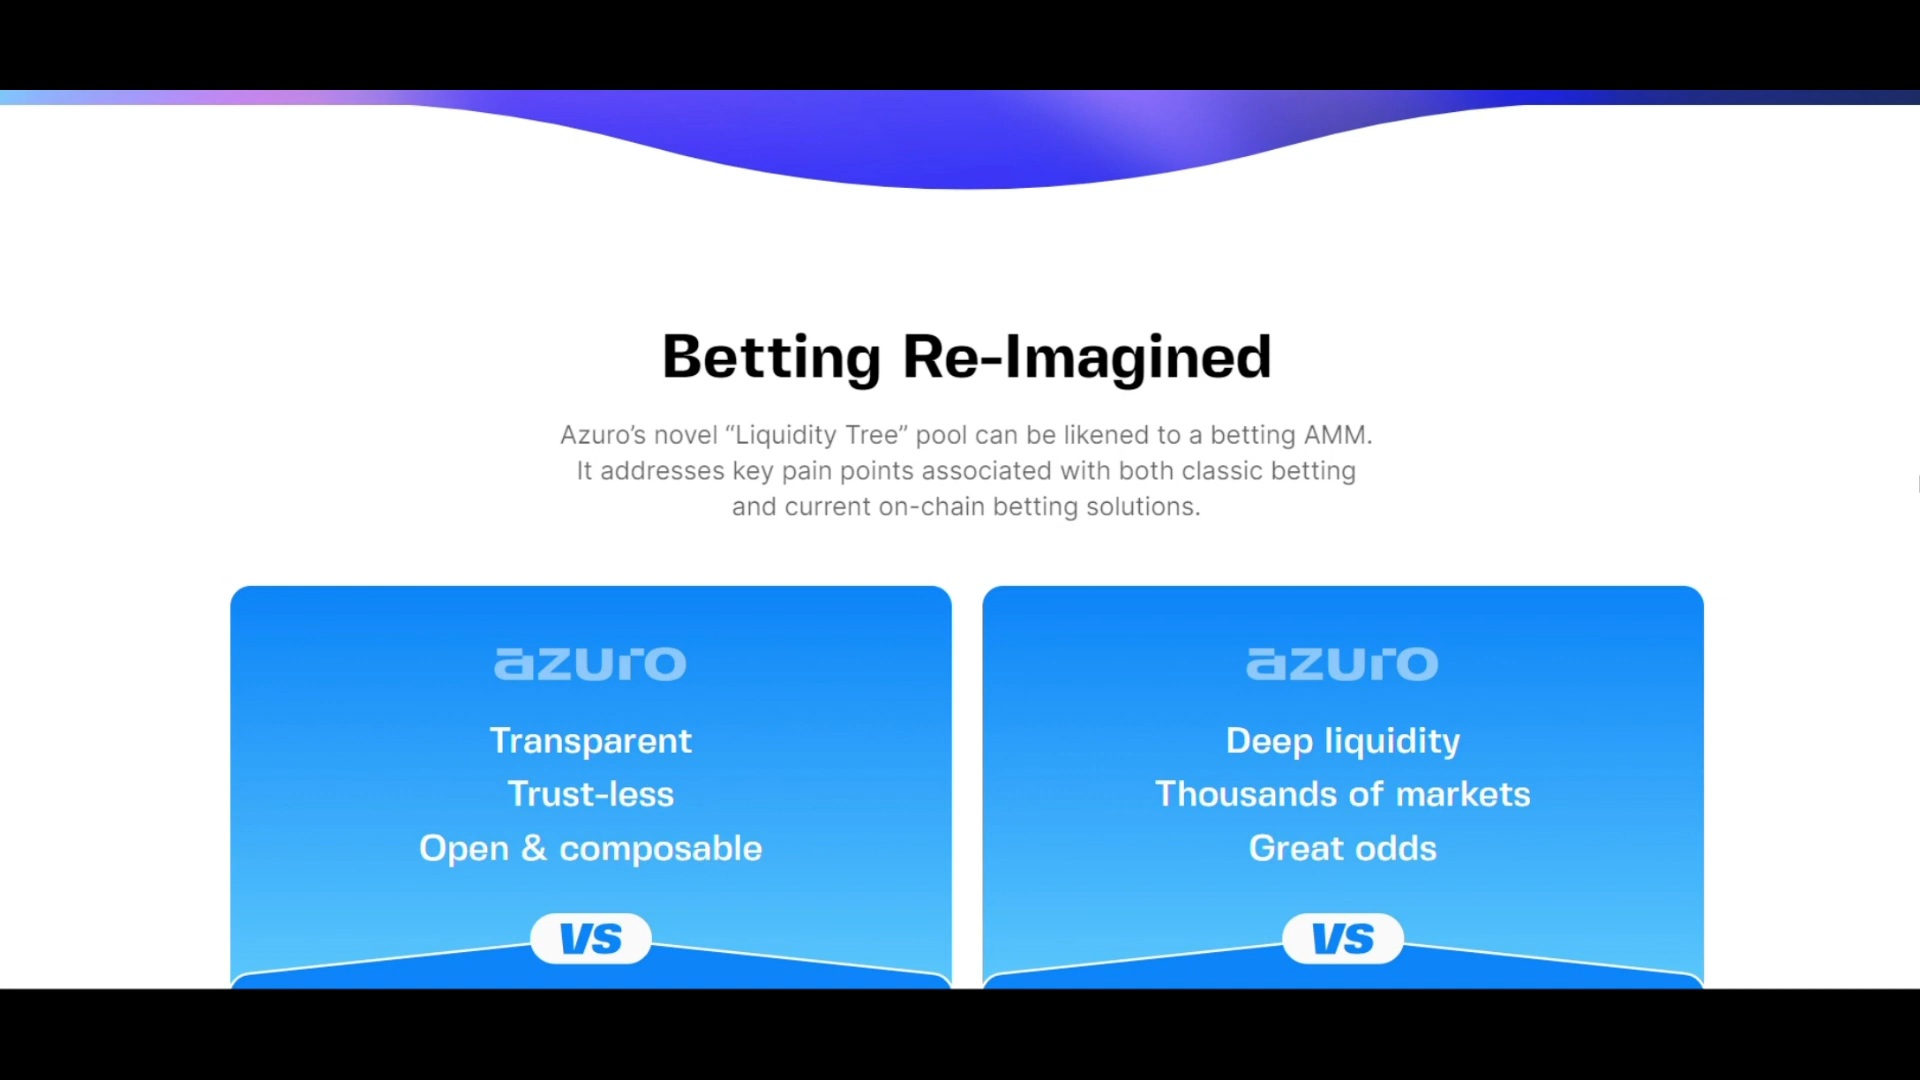 Betting Re-Imagined
Azuro’s novel “Liquidity Tree” pool can be likened to a betting AMM.
It addresses key pain points associated with both classic betting
and current on-chain betting solutions.
azuro
Transparent
Trust-less
Open & composable
VS
azuro
Deep liquidity
Thousands of markets
Great odds
VS